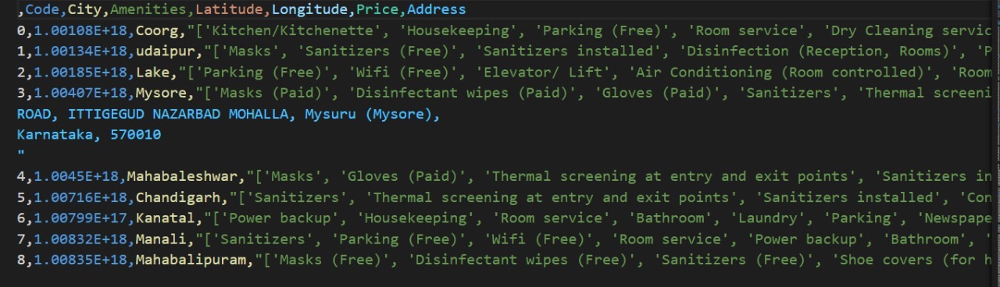 ,Code,City,Amenities,Latitude,Longitude,Price,Address
0,1.00108E+18,Coorg,"['Kitchen/Kitchenette', 'Housekeeping', 'Parking (Free)', 'Room service', 'Dry Cleaning servic
1,1.00134E+18,udaipur,"['Masks', 'Sanitizers (Free)', 'Sanitizers installed', 'Disinfection (Reception, Rooms)', 'P
2,1.00185E+18,Lake,"['Parking (Free)', 'Wifi (Free)', 'Elevator/ Lift', 'Air Conditioning (Room controlled)', 'Room
3,1.00407E+18,Mysore,"['Masks (Paid)', 'Disinfectant wipes (Paid)', 'Gloves (Paid)', 'Sanitizers', 'Thermal screeni
ROAD, ITTIGEGUD NAZARBAD MOHALLA, Mysuru (Mysore),
Karnataka, 570010
"
4,1.0045E+18,Mahabaleshwar,"['Masks', 'Gloves (Paid)', 'Thermal screening at entry and exit points', 'Sanitizers in
5,1.00716E+18,Chandigarh,"['Sanitizers', 'Thermal screening at entry and exit points', 'Sanitizers installed', 'Con
6,1.00799E+17,Kanatal,"['Power backup', 'Housekeeping', 'Room service', 'Bathroom', 'Laundry', 'Parking', 'Newspape
7,1.00832E+18,Manali,"['Sanitizers', 'Parking (Free)', 'Wifi (Free)', 'Room service', 'Power backup', 'Bathroom', '
8,1.00835E+18,Mahabalipuram,"['Masks (Free)', 'Disinfectant wipes (Free)', 'Sanitizers (Free)', 'Shoe covers (for h